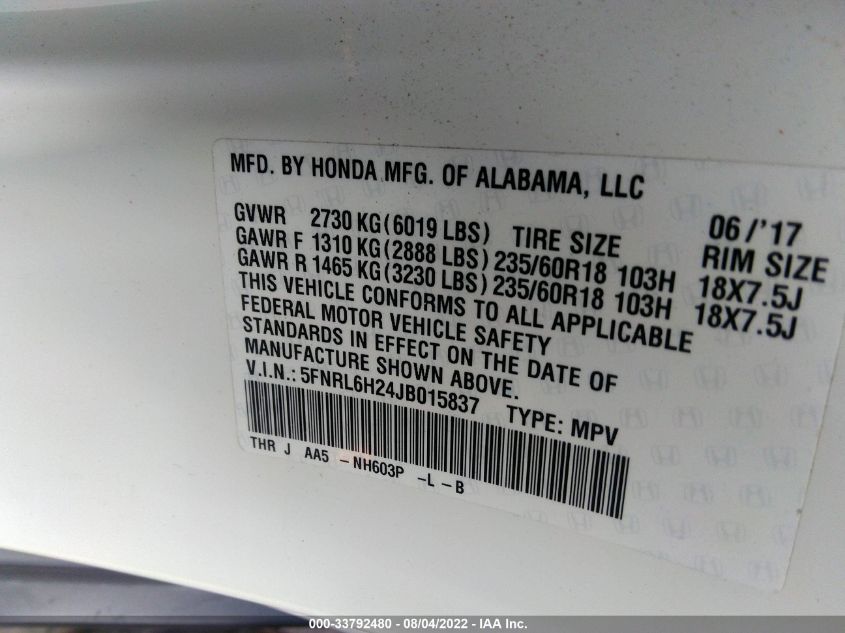 MFD. BY HONDA MFG. OF ALABAMA, LLC
06/'17
GVWR 2730 KG(6019 LBS) TIRE SIZE RIM SIZE
GAWR F 1310 KG(2888 LBS) 235/60R18 103H 18X7.5J
GAWR R 1465 KG(3230 LBS) 235/60R18 103H 18X7.5J
THIS VEHICLE CONFORMS TO ALL APPLICABLE
FEDERAL MOTOR VEHICLE SAFETY
STANDARDS IN EFFECT ON THE DATE OF
MANUFACTURE SHOWN ABOVE.
V.I.N.: 5FNRL6H24JB015837 TYPE: MPV
THR J AA5 -NH603P -L -B
000-33792480 - 08/04/2022 - IAA Inc.